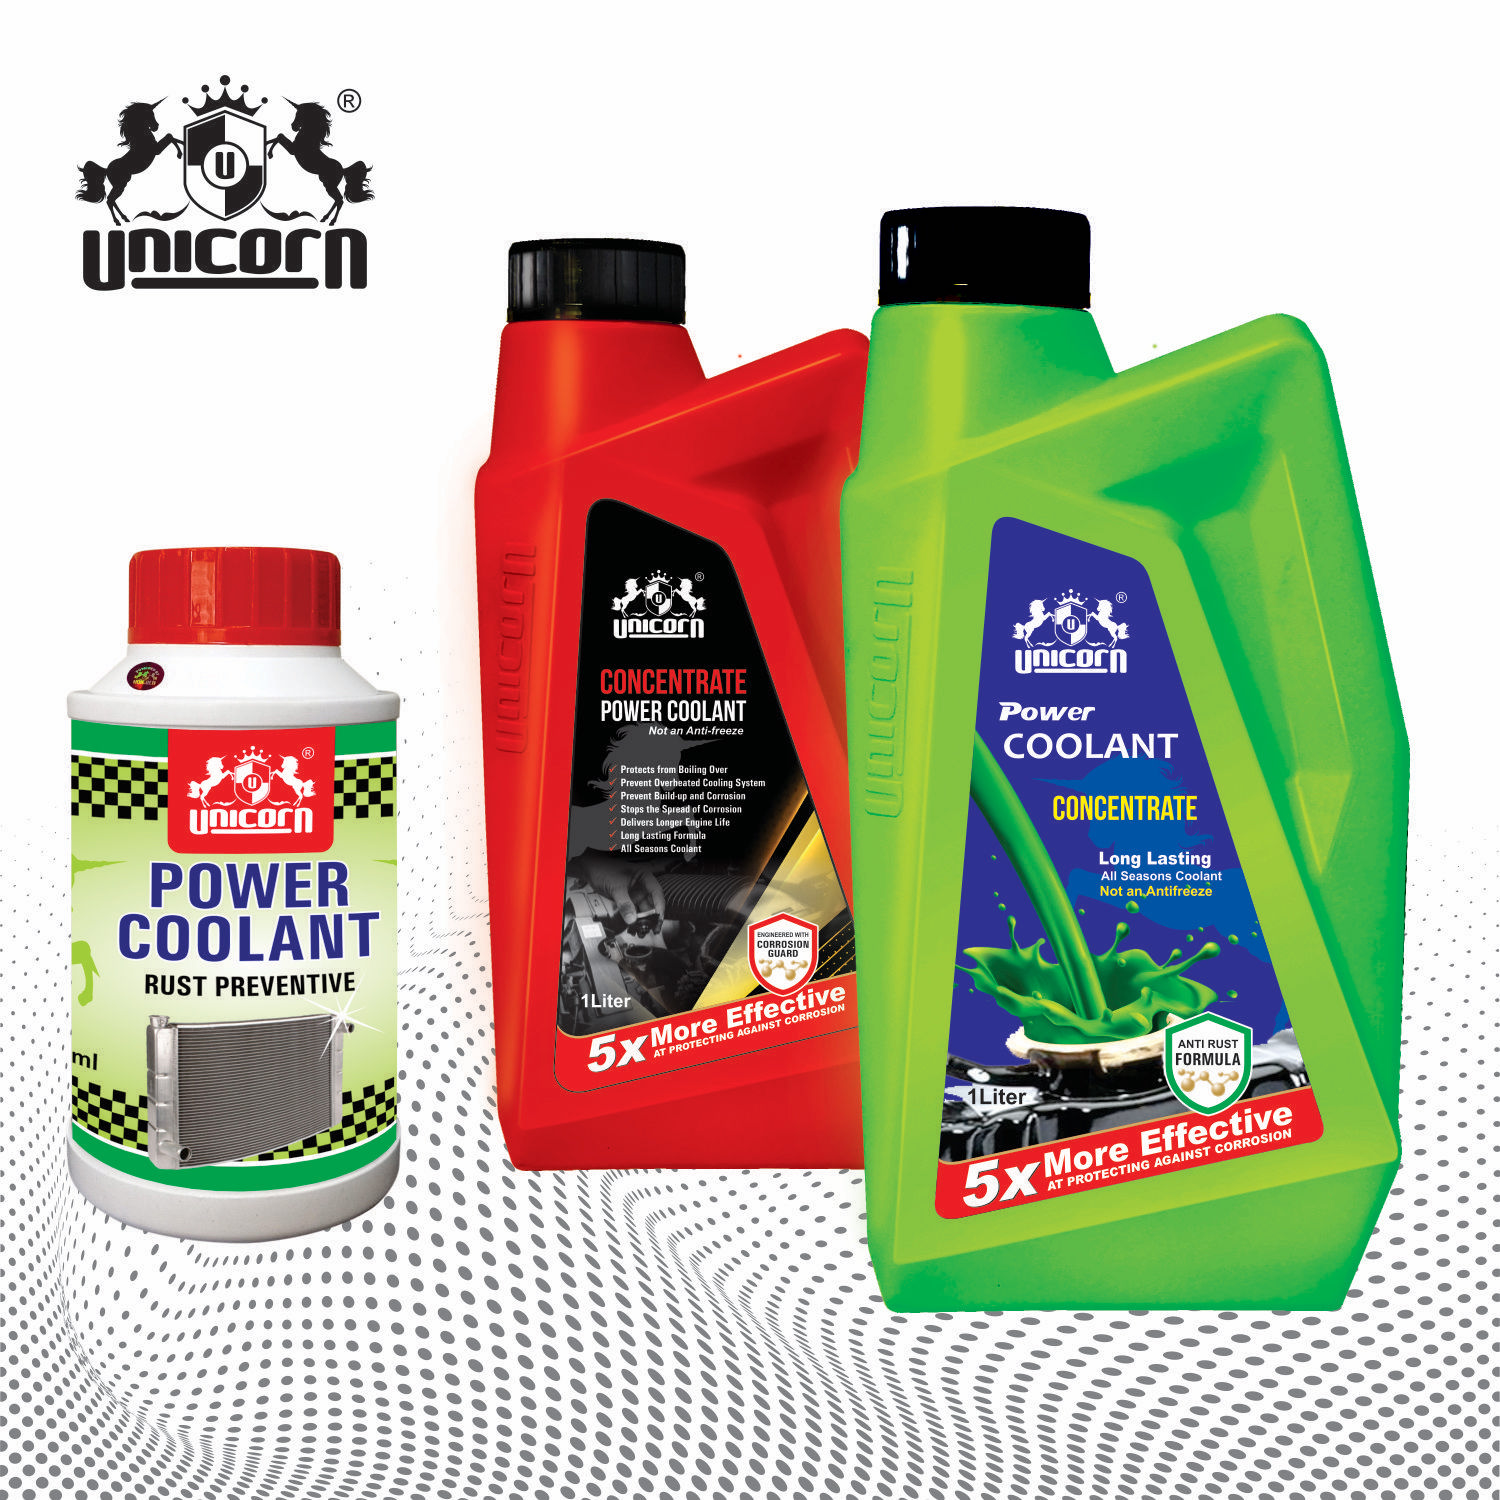 U
®
UNICORN
U
®
UNICORN
POWER
COOLANT
RUST PREVENTIVE
ml
UNICORN
U
®
UNICORN
CONCENTRATE
POWER COOLANT
Not an Anti-freeze
Protects from Boiling Over
Prevent Overheated Cooling System
Prevent Build-up and Corrosion
Stops the Spread of Corrosion
Delivers Longer Engine Life
Long Lasting Formula
All Seasons Coolant
ENGINEERED WITH
CORROSION
GUARD
1Liter
5x More Effective
AT PROTECTING AGAINST CORROSION
UNICORN
U
®
UNICORN
Power
COOLANT
CONCENTRATE
Long Lasting
All Seasons Coolant
Not an Antifreeze
ANTI RUST
FORMULA
1Liter
5x More Effective
AT PROTECTING AGAINST CORROSION